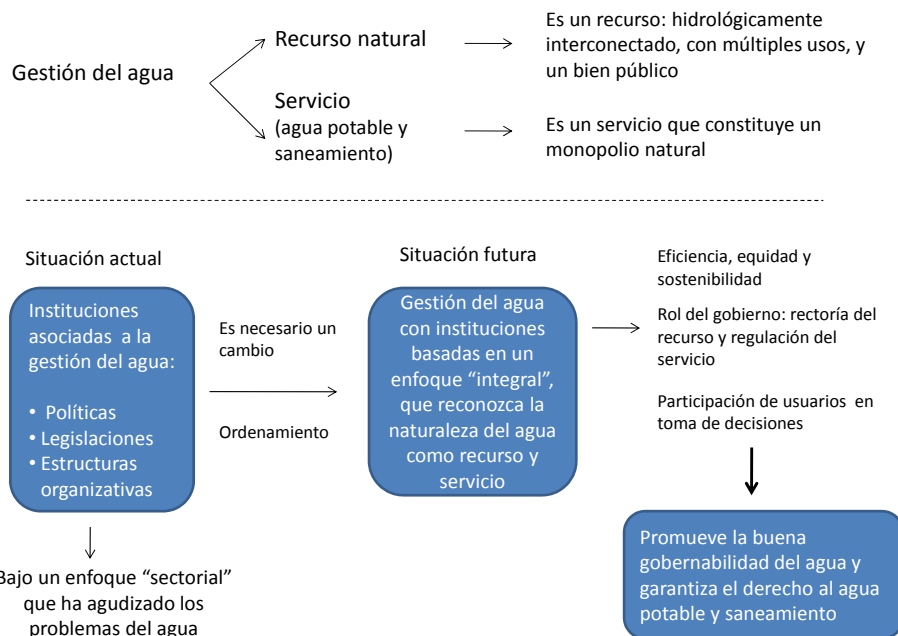 Gestión del agua
Recurso natural
Es un recurso: hidrológicamente
interconectado, con múltiples usos, y
un bien público
Servicio
(agua potable y
saneamiento)
Es un servicio que constituye un
monopolio natural
Situación actual
Instituciones
asociadas a la
gestión del agua:
• Políticas
• Legislaciones
• Estructuras
organizativas
Bajo un enfoque “sectorial”
que ha agudizado los
problemas del agua
Es necesario un
cambio
Ordenamiento
Situación futura
Gestión del agua
con instituciones
basadas en un
enfoque “integral”,
que reconozca la
naturaleza del agua
como recurso y
servicio
Eficiencia, equidad y
sostenibilidad
Rol del gobierno: rectoría del
recurso y regulación del
servicio
Participación de usuarios en
toma de decisiones
Promueve la buena
gobernabilidad del agua y
garantiza el derecho al agua
potable y saneamiento